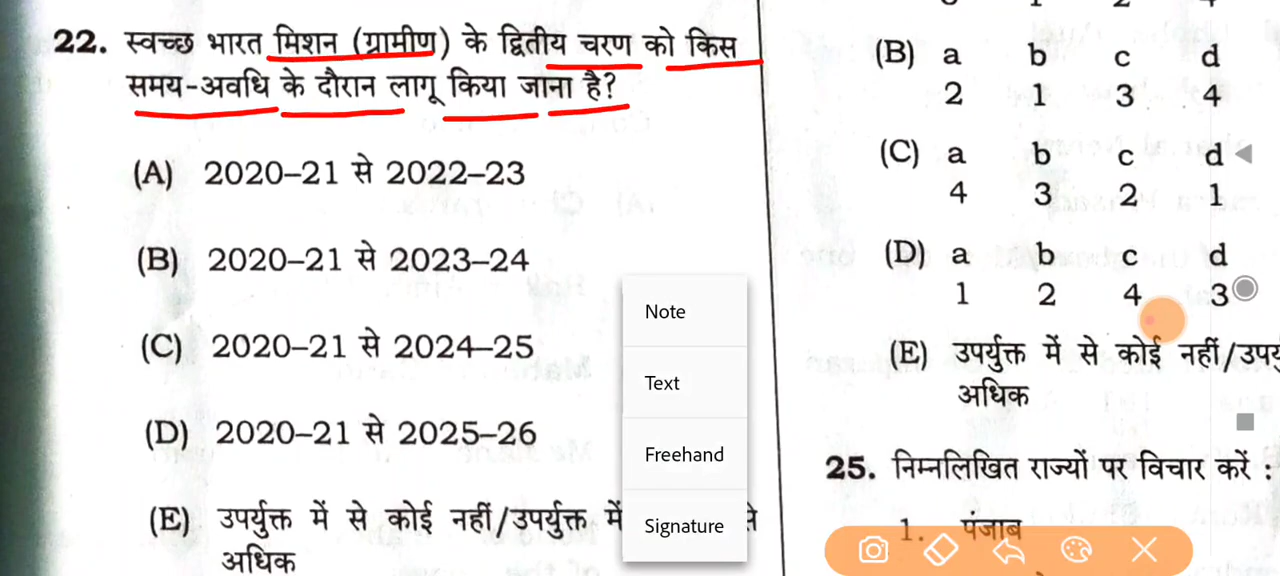 22. स्वच्छ भारत मिशन (ग्रामीण) के द्वितीय चरण को किस
समय-अवधि के दौरान लागू किया जाना है?
(A) 2020–21 से 2022–23
(B) 2020–21 से 2023–24
(C) 2020–21 से 2024–25
(D) 2020–21 से 2025–26
(E) उपर्युक्त में से कोई नहीं/उपर्युक्त में से
अधिक
Note
Text
Freehand
Signature
(B) a b c d
2 1 3 4
(C) a b c d
4 3 2 1
(D) a b c d
1 2 4 3
(E) उपर्युक्त में से कोई नहीं/उपर्यु
अधिक
25. निम्नलिखित राज्यों पर विचार करें :
1. पंजाब